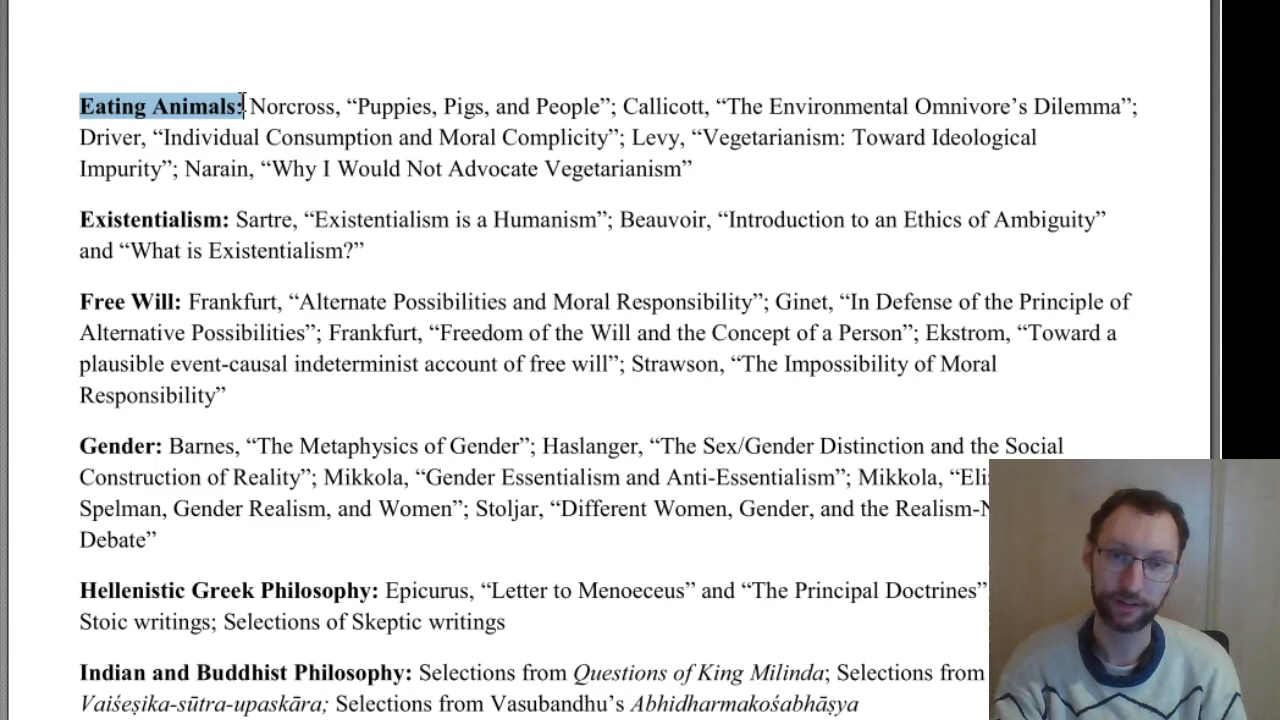 Eating Animals: Norcross, “Puppies, Pigs, and People”; Callicott, “The Environmental Omnivore’s Dilemma”;
Driver, “Individual Consumption and Moral Complicity”; Levy, “Vegetarianism: Toward Ideological
Impurity”; Narain, “Why I Would Not Advocate Vegetarianism”
Existentialism: Sartre, “Existentialism is a Humanism”; Beauvoir, “Introduction to an Ethics of Ambiguity”
and “What is Existentialism?”
Free Will: Frankfurt, “Alternate Possibilities and Moral Responsibility”; Ginet, “In Defense of the Principle of
Alternative Possibilities”; Frankfurt, “Freedom of the Will and the Concept of a Person”; Ekstrom, “Toward a
plausible event-causal indeterminist account of free will”; Strawson, “The Impossibility of Moral
Responsibility”
Gender: Barnes, “The Metaphysics of Gender”; Haslanger, “The Sex/Gender Distinction and the Social
Construction of Reality”; Mikkola, “Gender Essentialism and Anti-Essentialism”; Mikkola,
Spelman, Gender Realism, and Women”; Stoljar, “Different Women, Gender, and the
Debate”
Hellenistic Greek Philosophy: Epicurus, “Letter to Menoeceus” and “The Principal Doctrines”
Stoic writings; Selections of Skeptic writings
Indian and Buddhist Philosophy: Selections from Questions of King Milinda; Selections from
Vaiśeṣika-sūtra-upaskāra; Selections from Vasubandhu’s Abhidharmakośabhāṣya